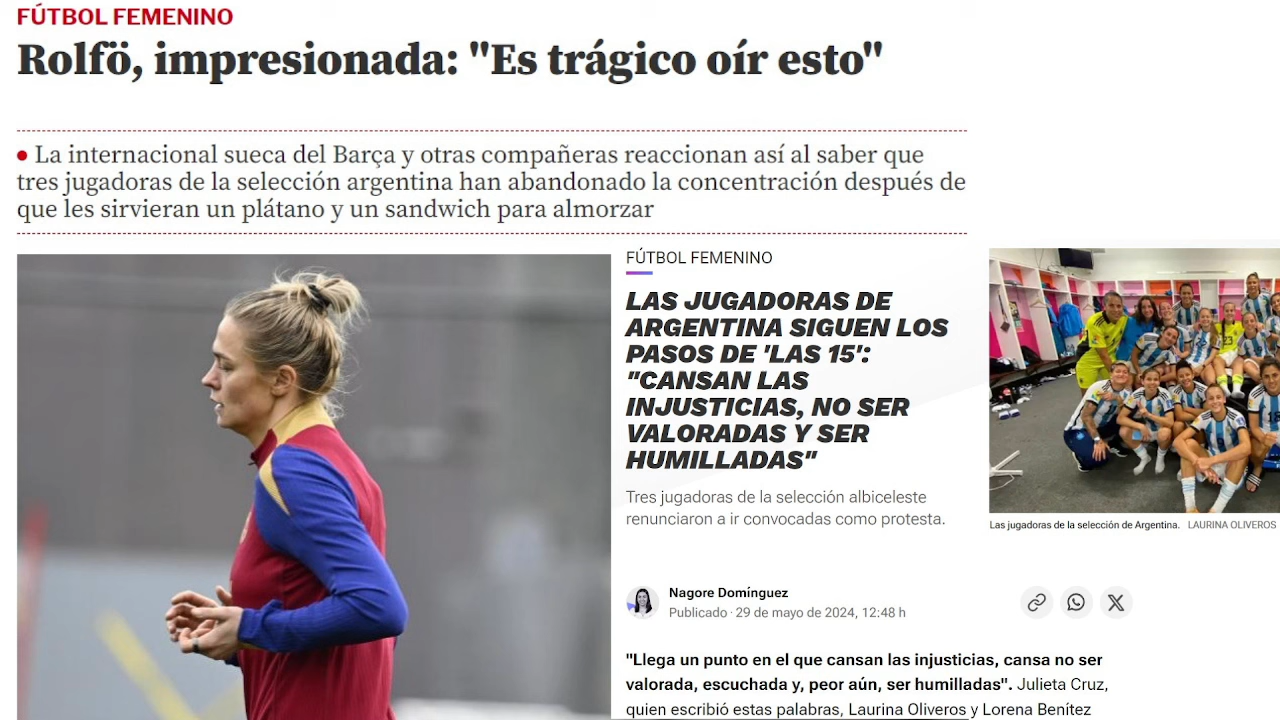 FÚTBOL FEMENINO
Rolfö, impresionada: "Es trágico oír esto"
La internacional sueca del Barça y otras compañeras reaccionan así al saber que
tres jugadoras de la selección argentina han abandonado la concentración después de
que les sirvieran un plátano y un sandwich para almorzar
FÚTBOL FEMENINO
LAS JUGADORAS DE
ARGENTINA SIGUEN LOS
PASOS DE 'LAS 15':
"CANSAN LAS
INJUSTICIAS, NO SER
VALORADAS Y SER
HUMILLADAS"
Tres jugadoras de la selección albiceleste
renunciaron a ir convocadas como protesta.
Las jugadoras de la selección de Argentina. LAURINA OLIVEROS
Nagore Domínguez
Publicado · 29 de mayo de 2024, 12:48 h
"Llega un punto en el que cansan las injusticias, cansa no ser
valorada, escuchada y, peor aún, ser humilladas". Julieta Cruz,
quien escribió estas palabras, Laurina Oliveros y Lorena Benítez